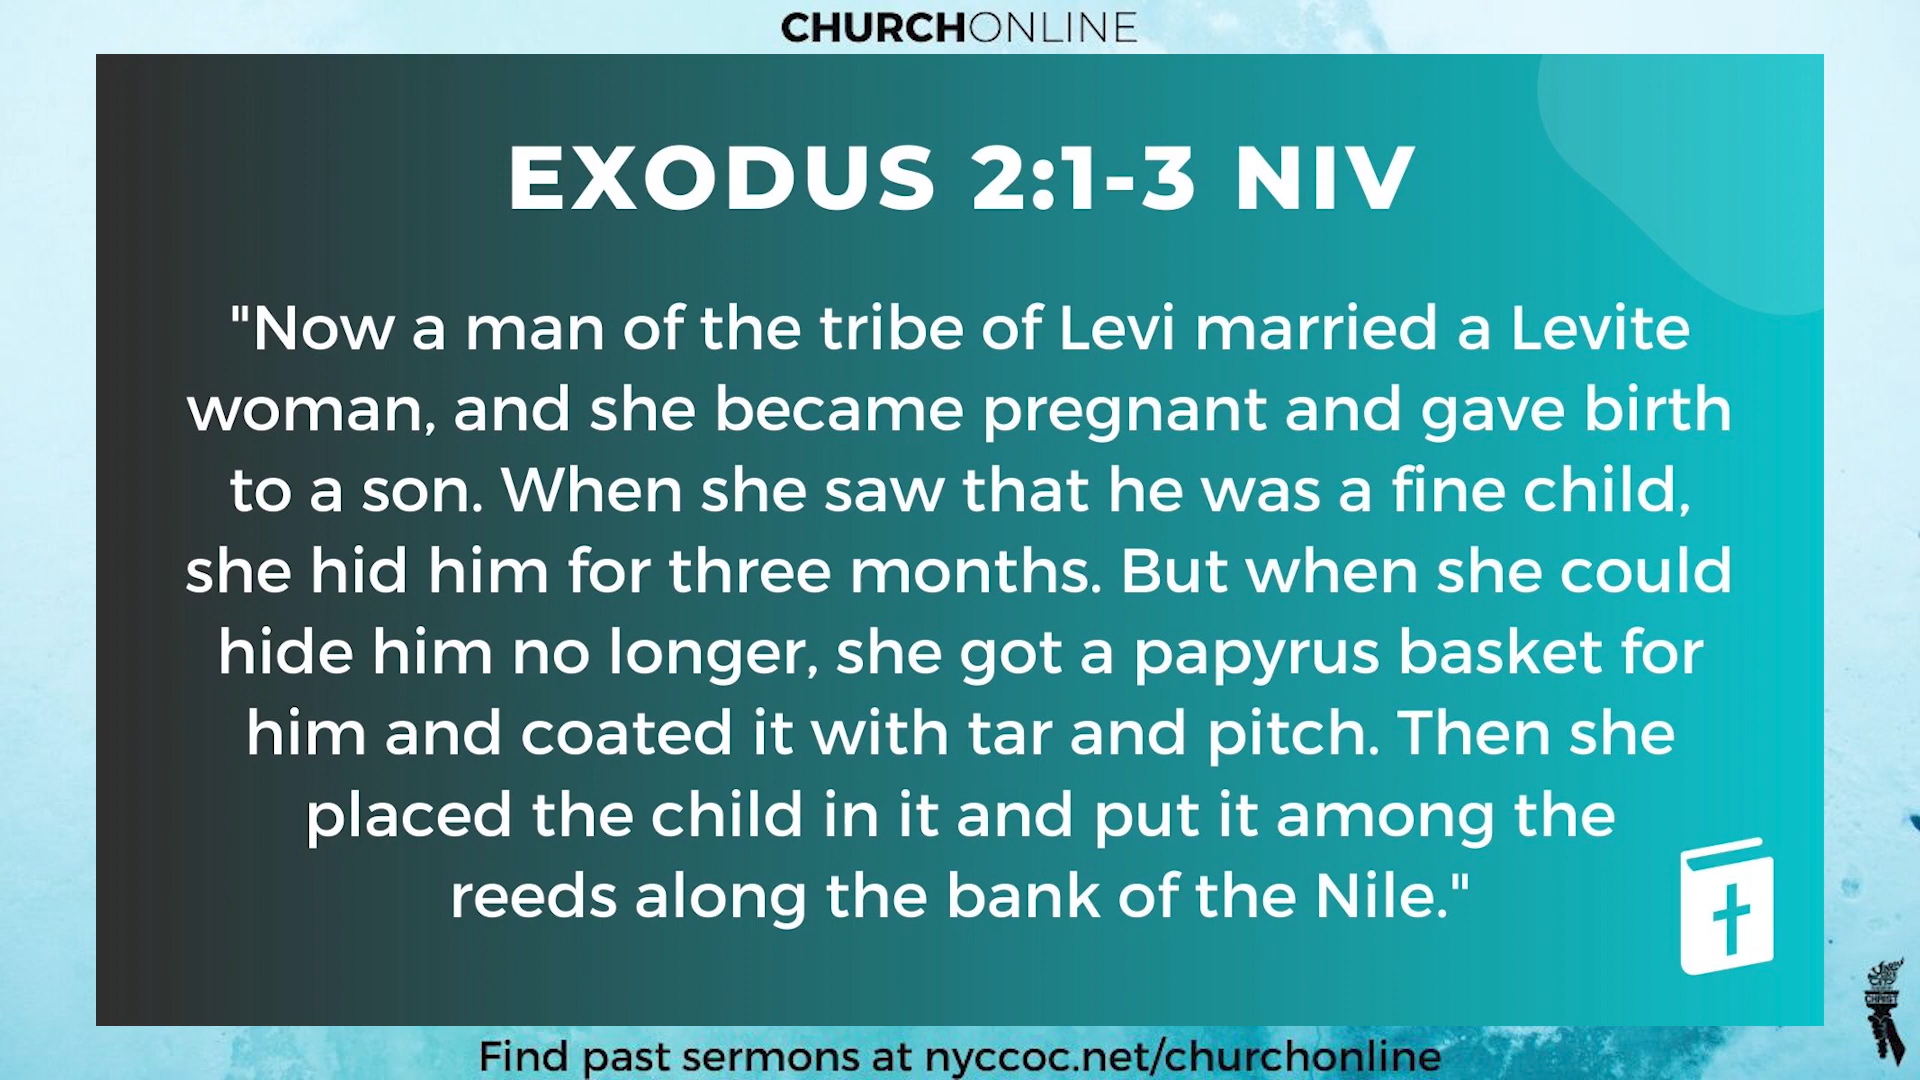 CHURCHONLINE
EXODUS 2:1-3 NIV
"Now a man of the tribe of Levi married a Levite
woman, and she became pregnant and gave birth
to a son. When she saw that he was a fine child,
she hid him for three months. But when she could
hide him no longer, she got a papyrus basket for
him and coated it with tar and pitch. Then she
placed the child in it and put it among the
reeds along the bank of the Nile."
CHRIST
Find past sermons at nyccoc.net/churchonline